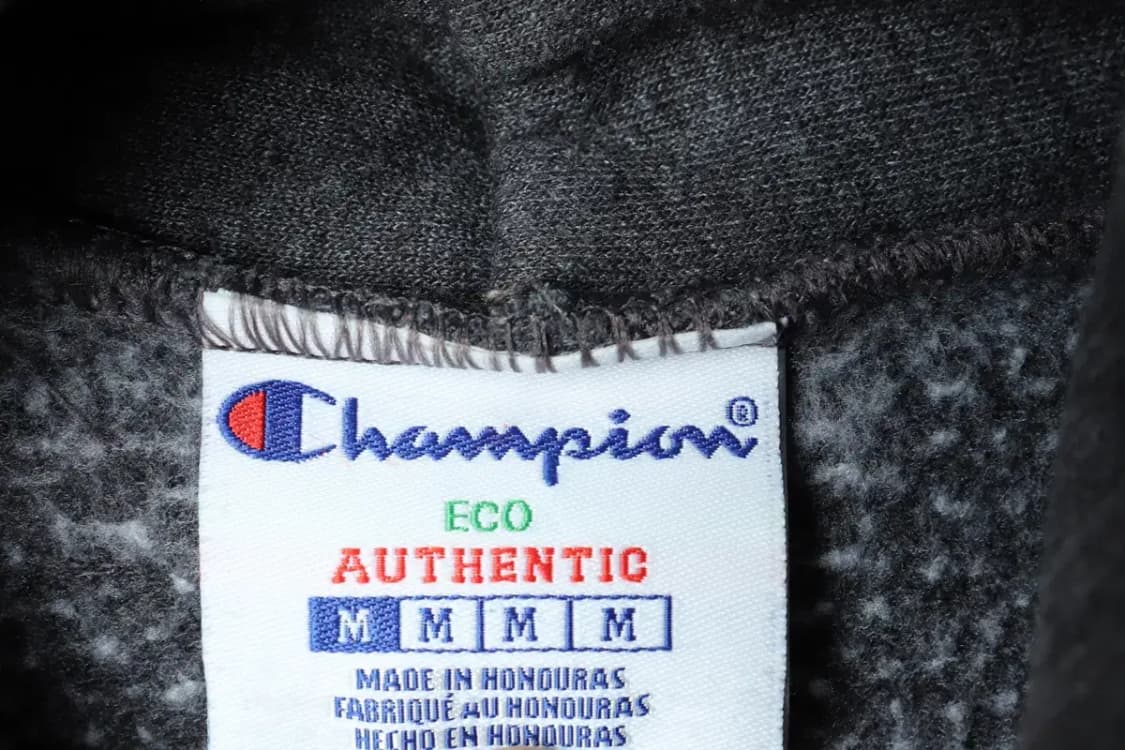 Champion®
ECO
AUTHENTIC
M M M M
MADE IN HONDURAS
FABRIQUÉ AU HONDURAS
HECHO EN HONDURAS